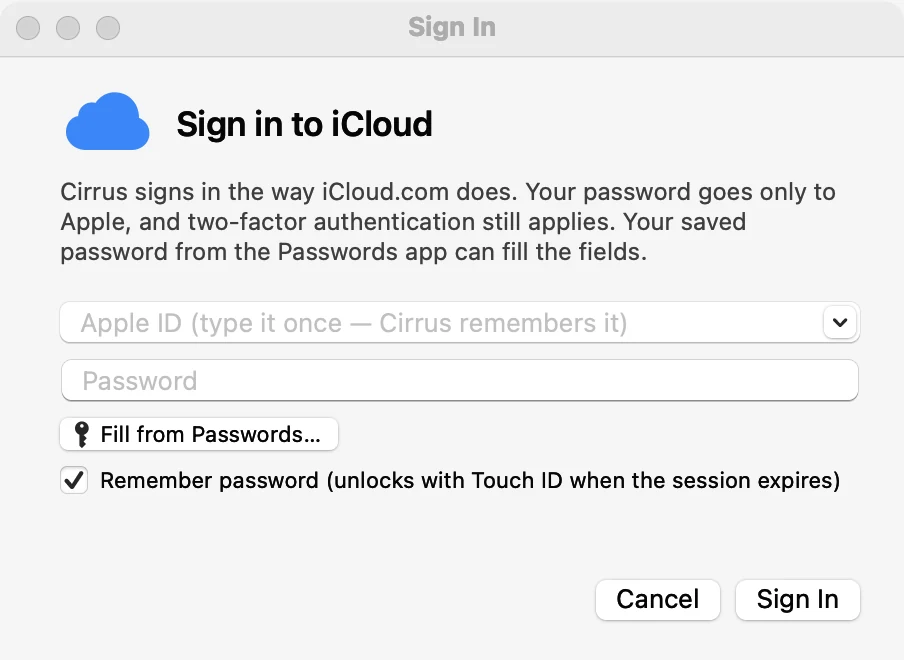 Sign In
Sign in to iCloud
Cirrus signs in the way iCloud.com does. Your password goes only to
Apple, and two-factor authentication still applies. Your saved
password from the Passwords app can fill the fields.
Apple ID (type it once — Cirrus remembers it)
Password
Fill from Passwords...
Remember password (unlocks with Touch ID when the session expires)
Cancel Sign In